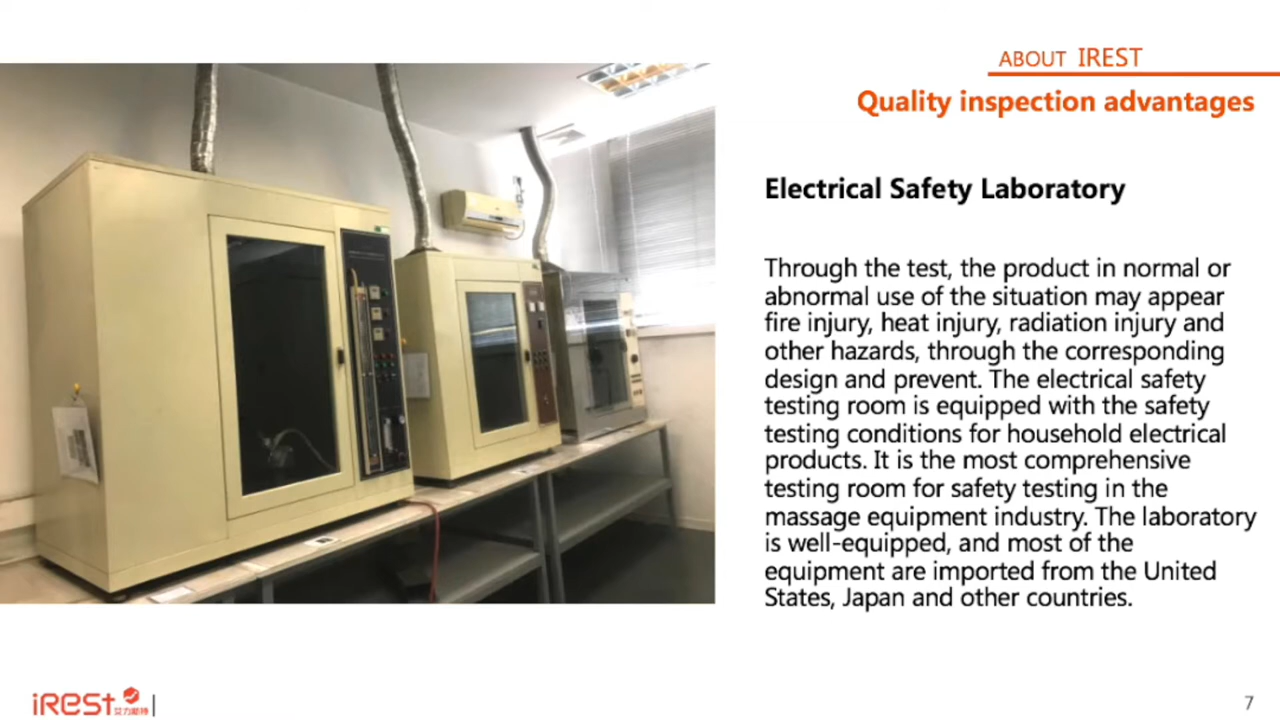 ABOUT IREST
Quality inspection advantages
Electrical Safety Laboratory
Through the test, the product in normal or
abnormal use of the situation may appear
fire injury, heat injury, radiation injury and
other hazards, through the corresponding
design and prevent. The electrical safety
testing room is equipped with the safety
testing conditions for household electrical
products. It is the most comprehensive
testing room for safety testing in the
massage equipment industry. The laboratory
is well-equipped, and most of the
equipment are imported from the United
States, Japan and other countries.
iRest 艾力斯特
7